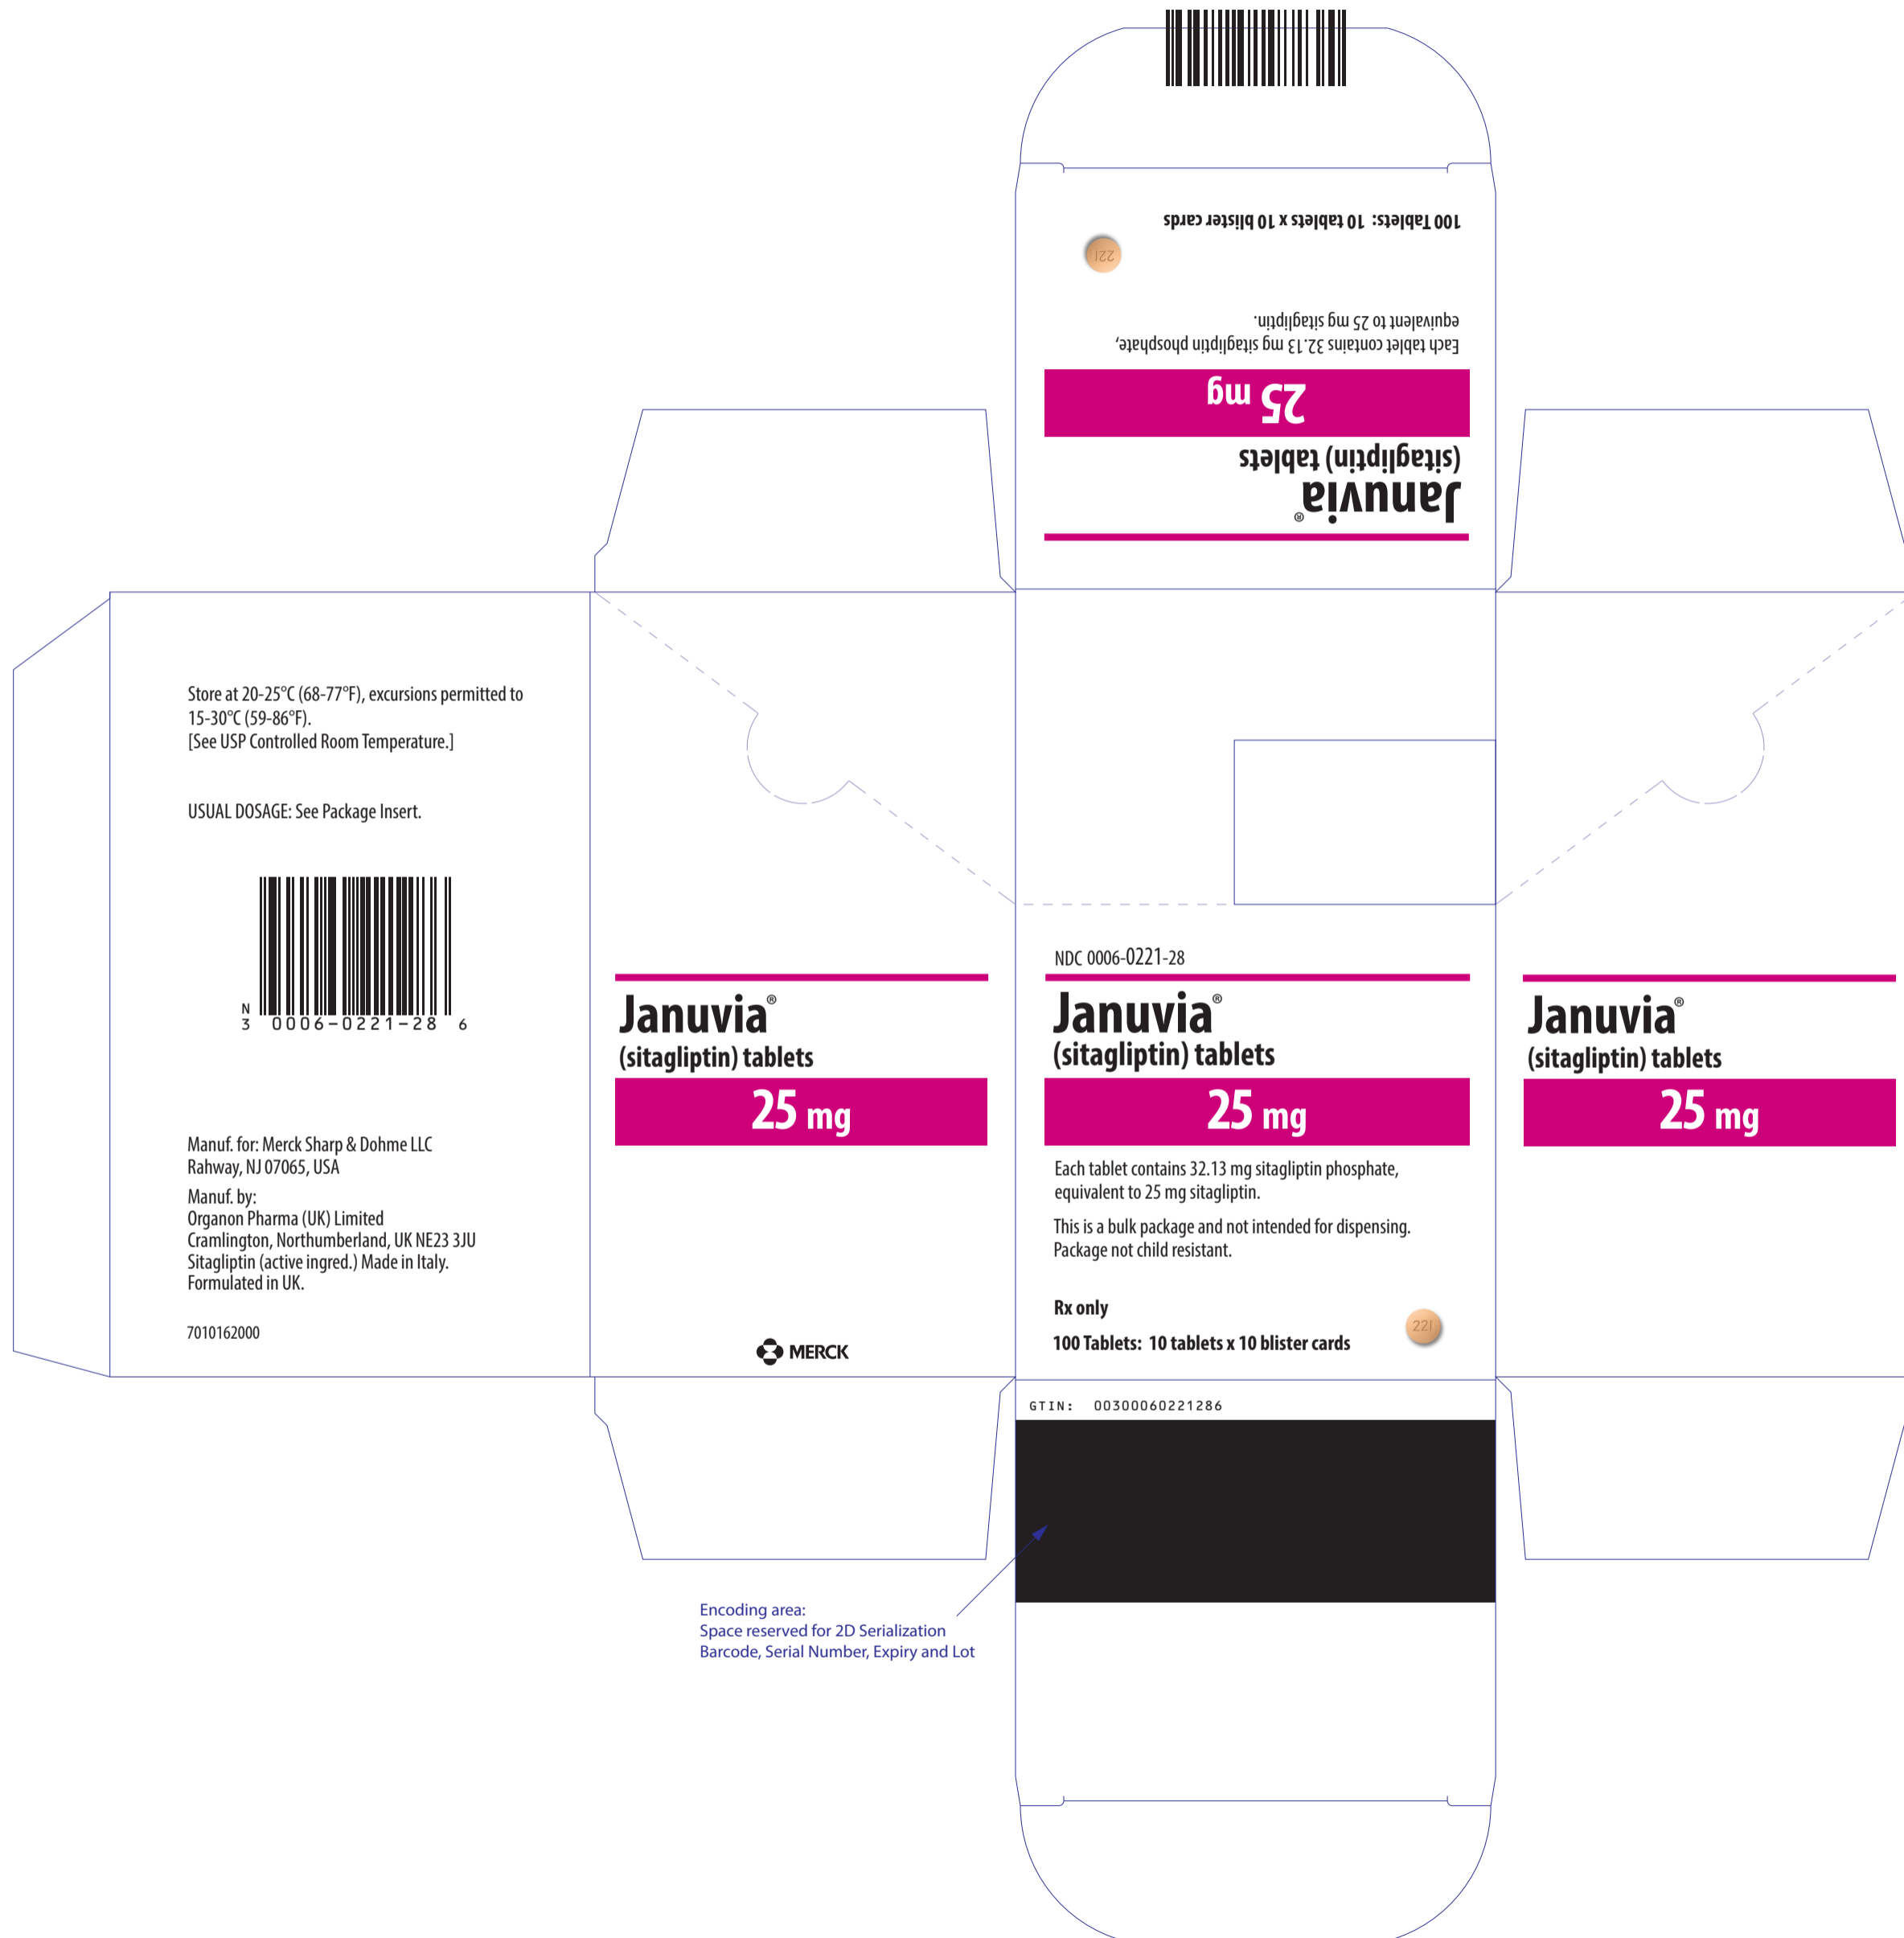 100 Tablets: 10 tablets x 10 blister cards
221
Each tablet contains 32.13 mg sitagliptin phosphate,
equivalent to 25 mg sitagliptin.
25 mg
(sitagliptin) tablets
Januvia®
Store at 20-25°C (68-77°F), excursions permitted to
15-30°C (59-86°F).
[See USP Controlled Room Temperature.]
USUAL DOSAGE: See Package Insert.
N
3 0006-0221-28 6
Manuf. for: Merck Sharp & Dohme LLC
Rahway, NJ 07065, USA
Manuf. by:
Organon Pharma (UK) Limited
Cramlington, Northumberland, UK NE23 3JU
Sitagliptin (active ingred.) Made in Italy.
Formulated in UK.
7010162000
Januvia®
(sitagliptin) tablets
25 mg
MERCK
NDC 0006-0221-28
Januvia®
(sitagliptin) tablets
25 mg
Each tablet contains 32.13 mg sitagliptin phosphate,
equivalent to 25 mg sitagliptin.
This is a bulk package and not intended for dispensing.
Package not child resistant.
Rx only
100 Tablets: 10 tablets x 10 blister cards
221
Januvia®
(sitagliptin) tablets
25 mg
GTIN: 00300060221286
Encoding area:
Space reserved for 2D Serialization
Barcode, Serial Number, Expiry and Lot